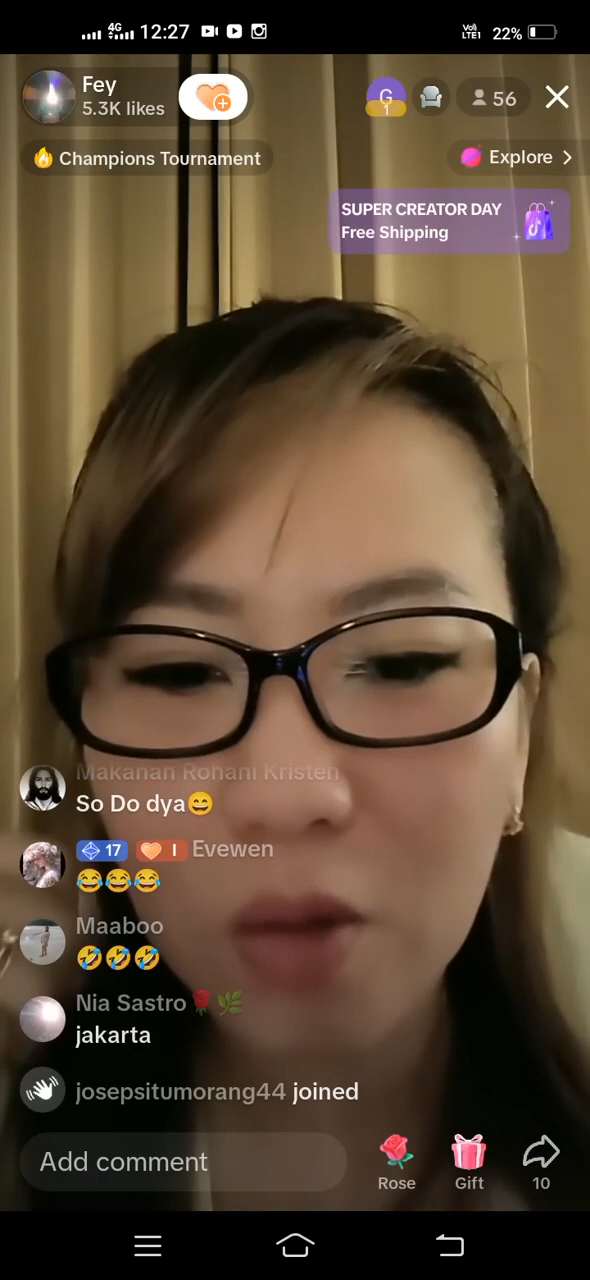 4G 12:27 Vo) LTE1 22%
Fey
5.3K likes
G
1
56
🔥 Champions Tournament
Explore
SUPER CREATOR DAY
Free Shipping
Makanan Rohani Kristen
So Do dya😄
17 I Evewen
😂😂😂
Maaboo
🤣🤣🤣
Nia Sastro🌹🌿
jakarta
josepsitumorang44 joined
Add comment
Rose
Gift
10